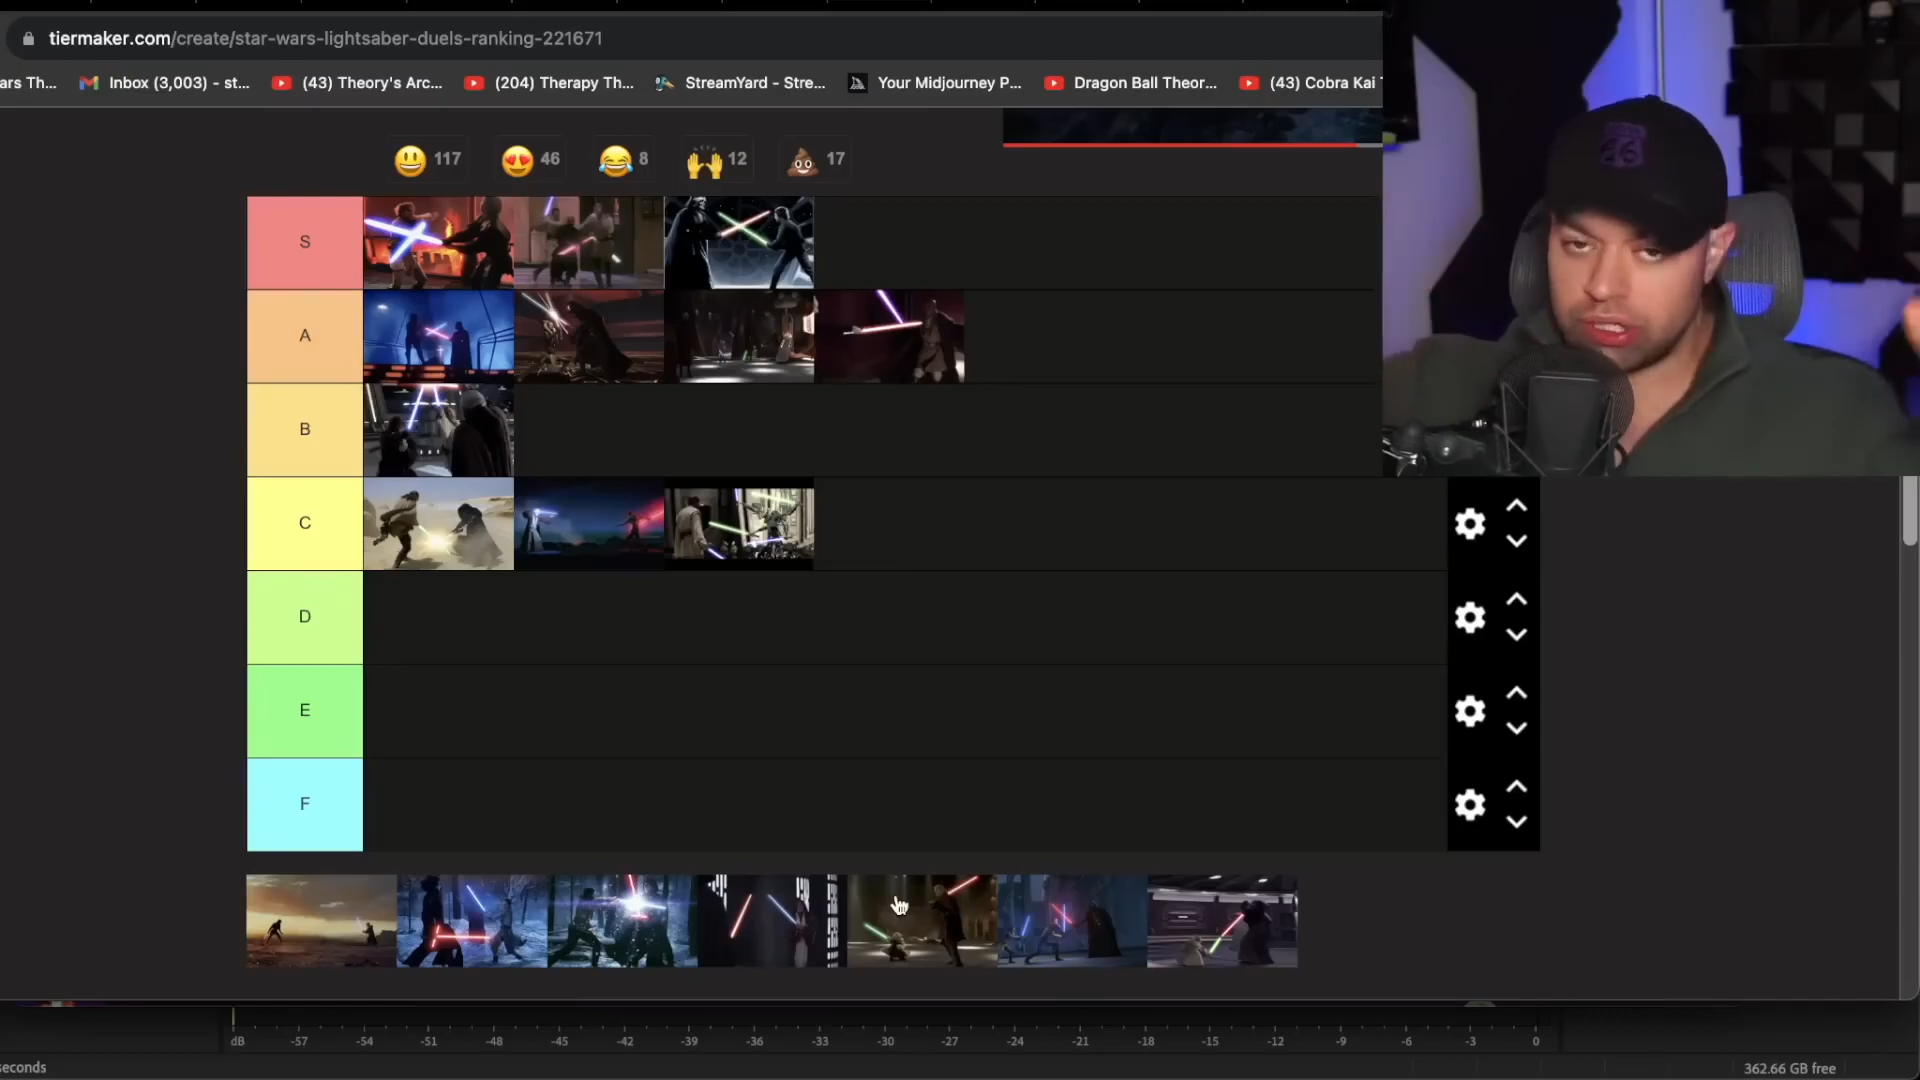 tiermaker.com/create/star-wars-lightsaber-duels-ranking-221671
ars Th... Inbox (3,003) - st... (43) Theory's Arc... (204) Therapy Th... StreamYard - Stre... Your Midjourney P... Dragon Ball Theor... (43) Cobra Kai
117 46 8 12 17
S
A
B
C
D
E
F
dB -57 -54 -51 -48 -45 -42 -39 -36 -33 -30 -27 -24 -21 -18 -15 -12 -9 -6 -3 0
seconds 362.66 GB free